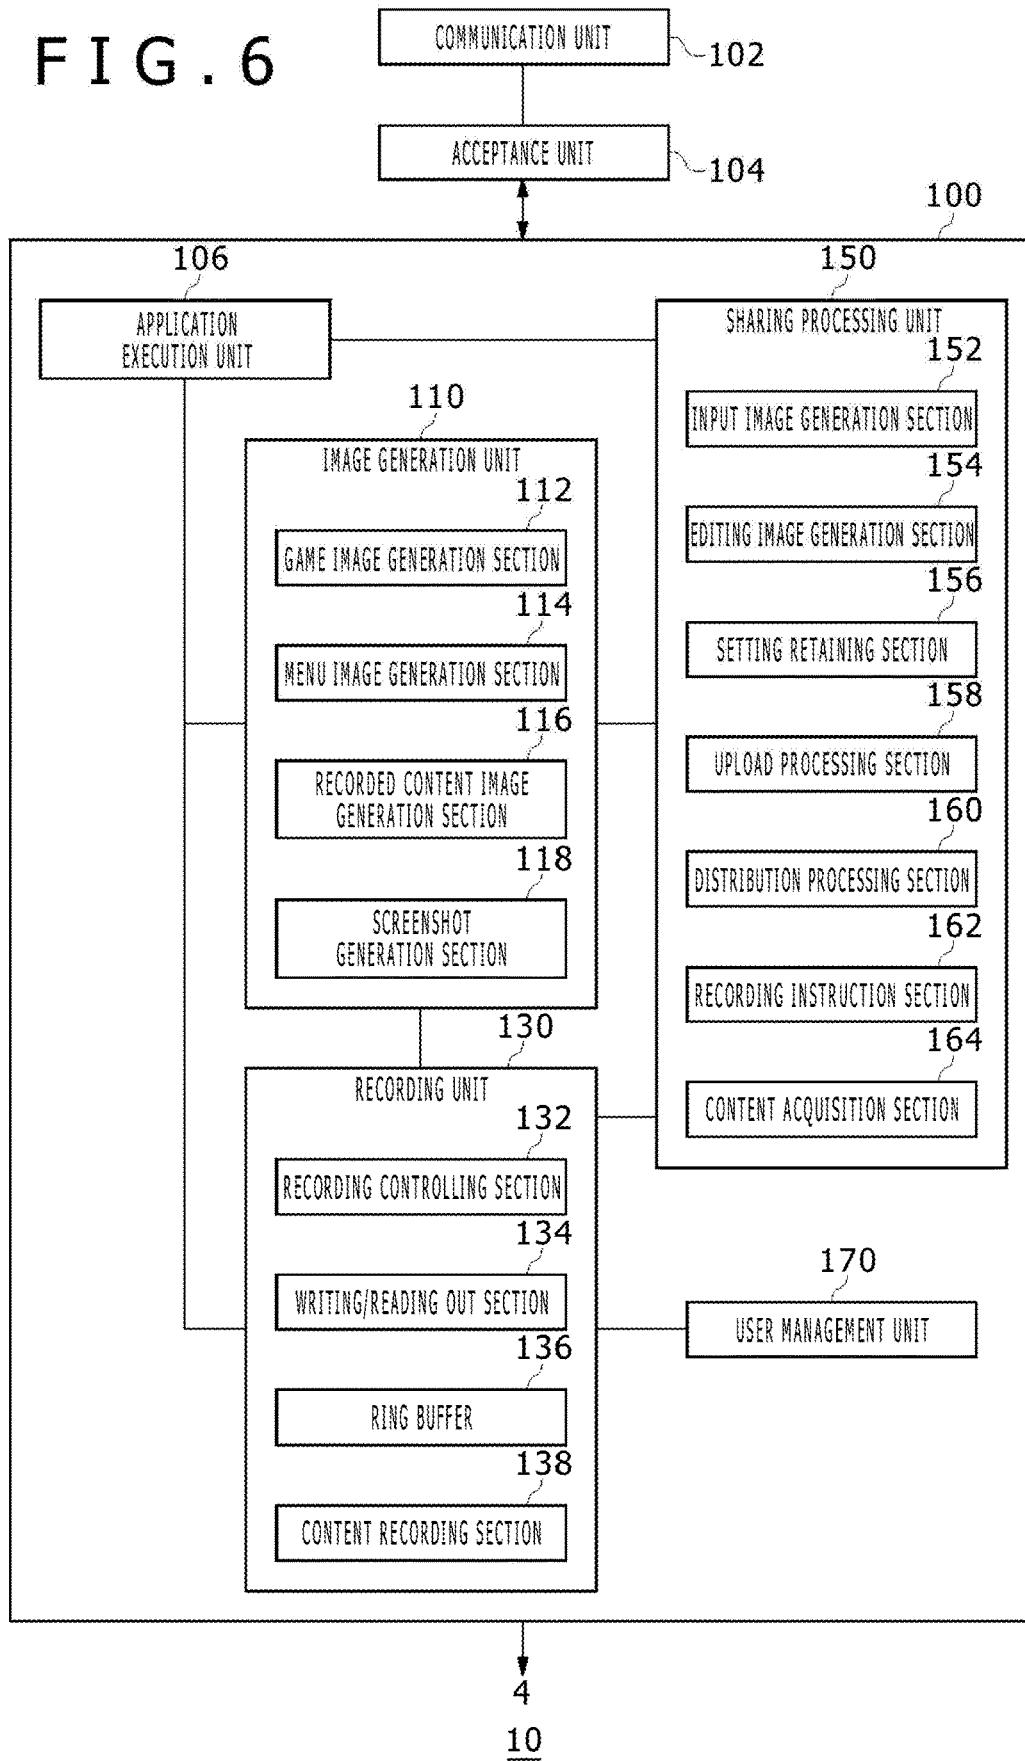 FIG.6
COMMUNICATION UNIT
102
ACCEPTANCE UNIT
104
100
106
APPLICATION
EXECUTION UNIT
150
SHARING PROCESSING UNIT
152
INPUT IMAGE GENERATION SECTION
154
EDITING IMAGE GENERATION SECTION
156
SETTING RETAINING SECTION
158
UPLOAD PROCESSING SECTION
160
DISTRIBUTION PROCESSING SECTION
162
RECORDING INSTRUCTION SECTION
164
CONTENT ACQUISITION SECTION
110
IMAGE GENERATION UNIT
112
GAME IMAGE GENERATION SECTION
114
MENU IMAGE GENERATION SECTION
116
RECORDED CONTENT IMAGE
GENERATION SECTION
118
SCREENSHOT
GENERATION SECTION
130
RECORDING UNIT
132
RECORDING CONTROLLING SECTION
134
WRITING/READING OUT SECTION
136
RING BUFFER
138
CONTENT RECORDING SECTION
170
USER MANAGEMENT UNIT
4
10